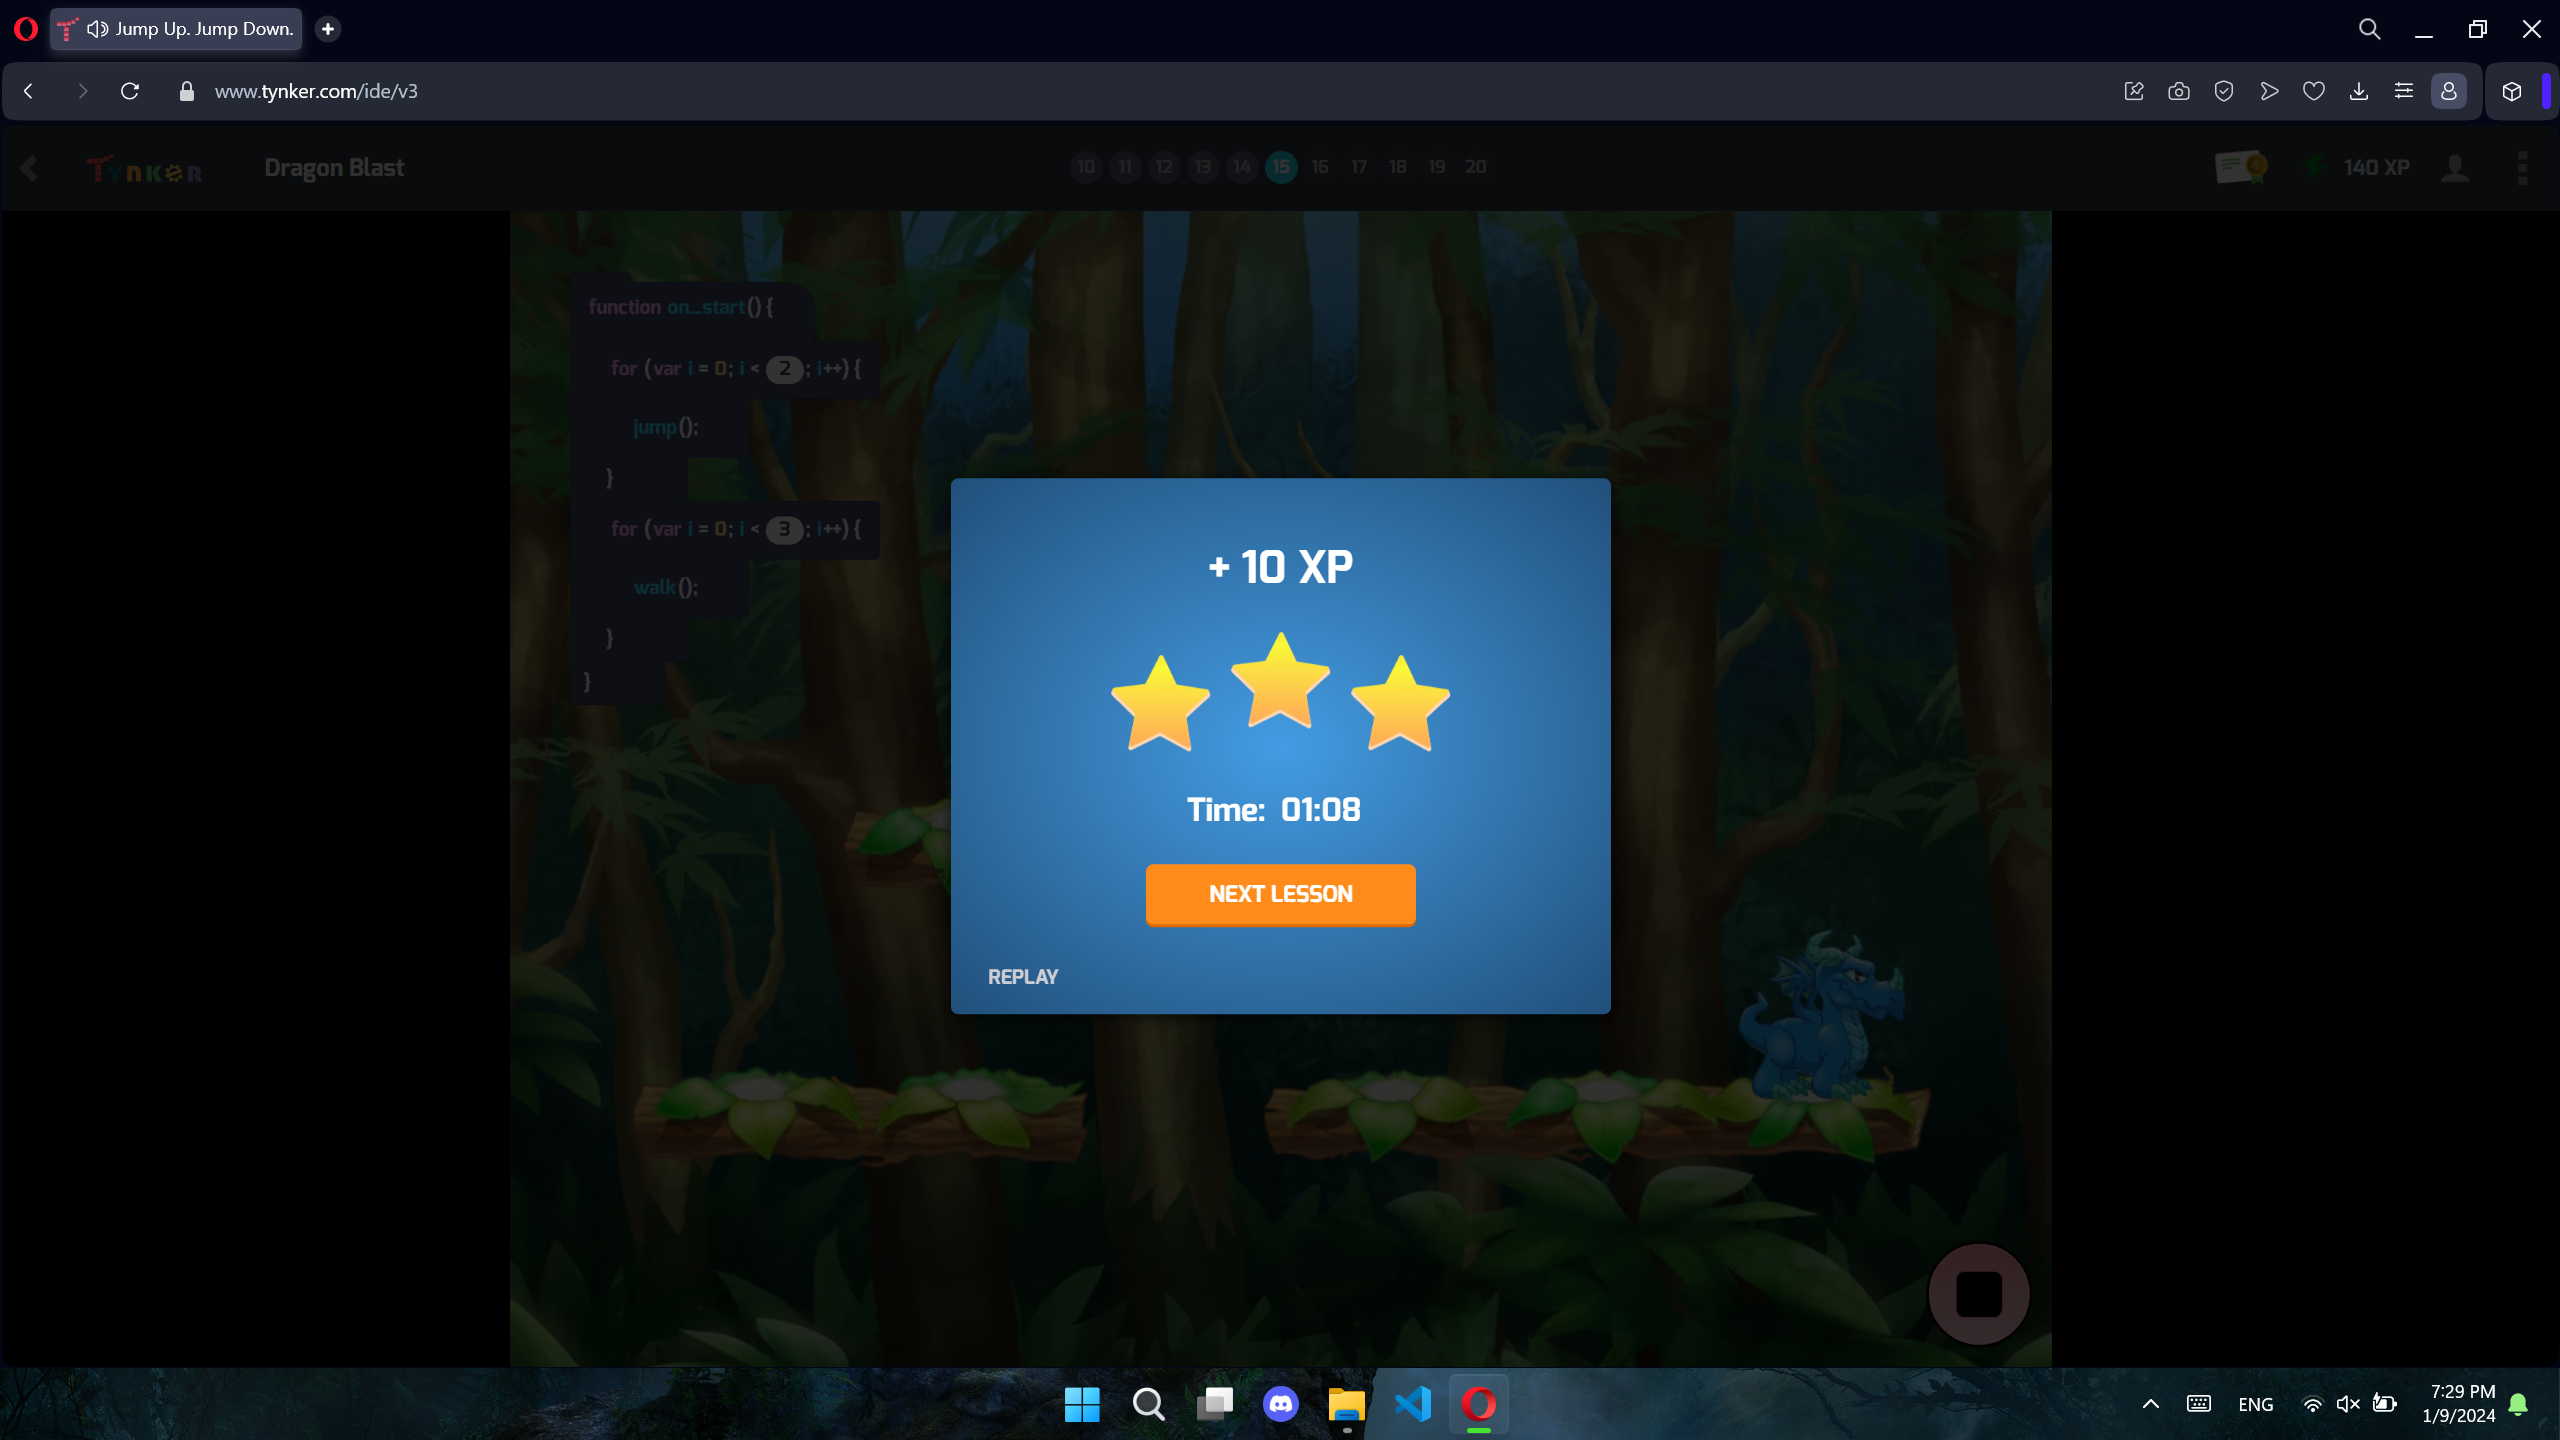 Jump Up. Jump Down.
www.tynker.com/ide/v3
TYNKER
Dragon Blast
10 11 12 13 14 15 16 17 18 19 20
140 XP
function on_start() {
for (var i = 0; i < 2 ; i++) {
jump();
}
for (var i = 0; i < 3 ; i++) {
walk();
}
}
+ 10 XP
Time: 01:08
NEXT LESSON
REPLAY
ENG
7:29 PM
1/9/2024